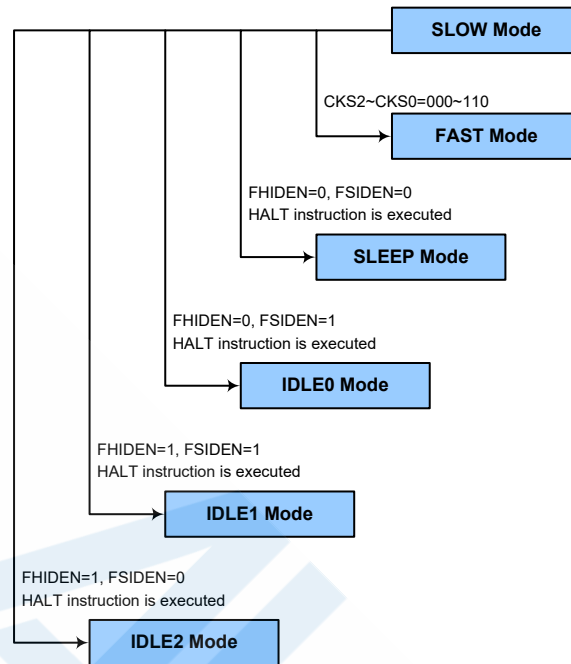 SLOW Mode
CKS2~CKS0=000~110
FAST Mode
FHIDEN=0, FSIDEN=0
HALT instruction is executed
SLEEP Mode
FHIDEN=0, FSIDEN=1
HALT instruction is executed
IDLE0 Mode
FHIDEN=1, FSIDEN=1
HALT instruction is executed
IDLE1 Mode
FHIDEN=1, FSIDEN=0
HALT instruction is executed
IDLE2 Mode